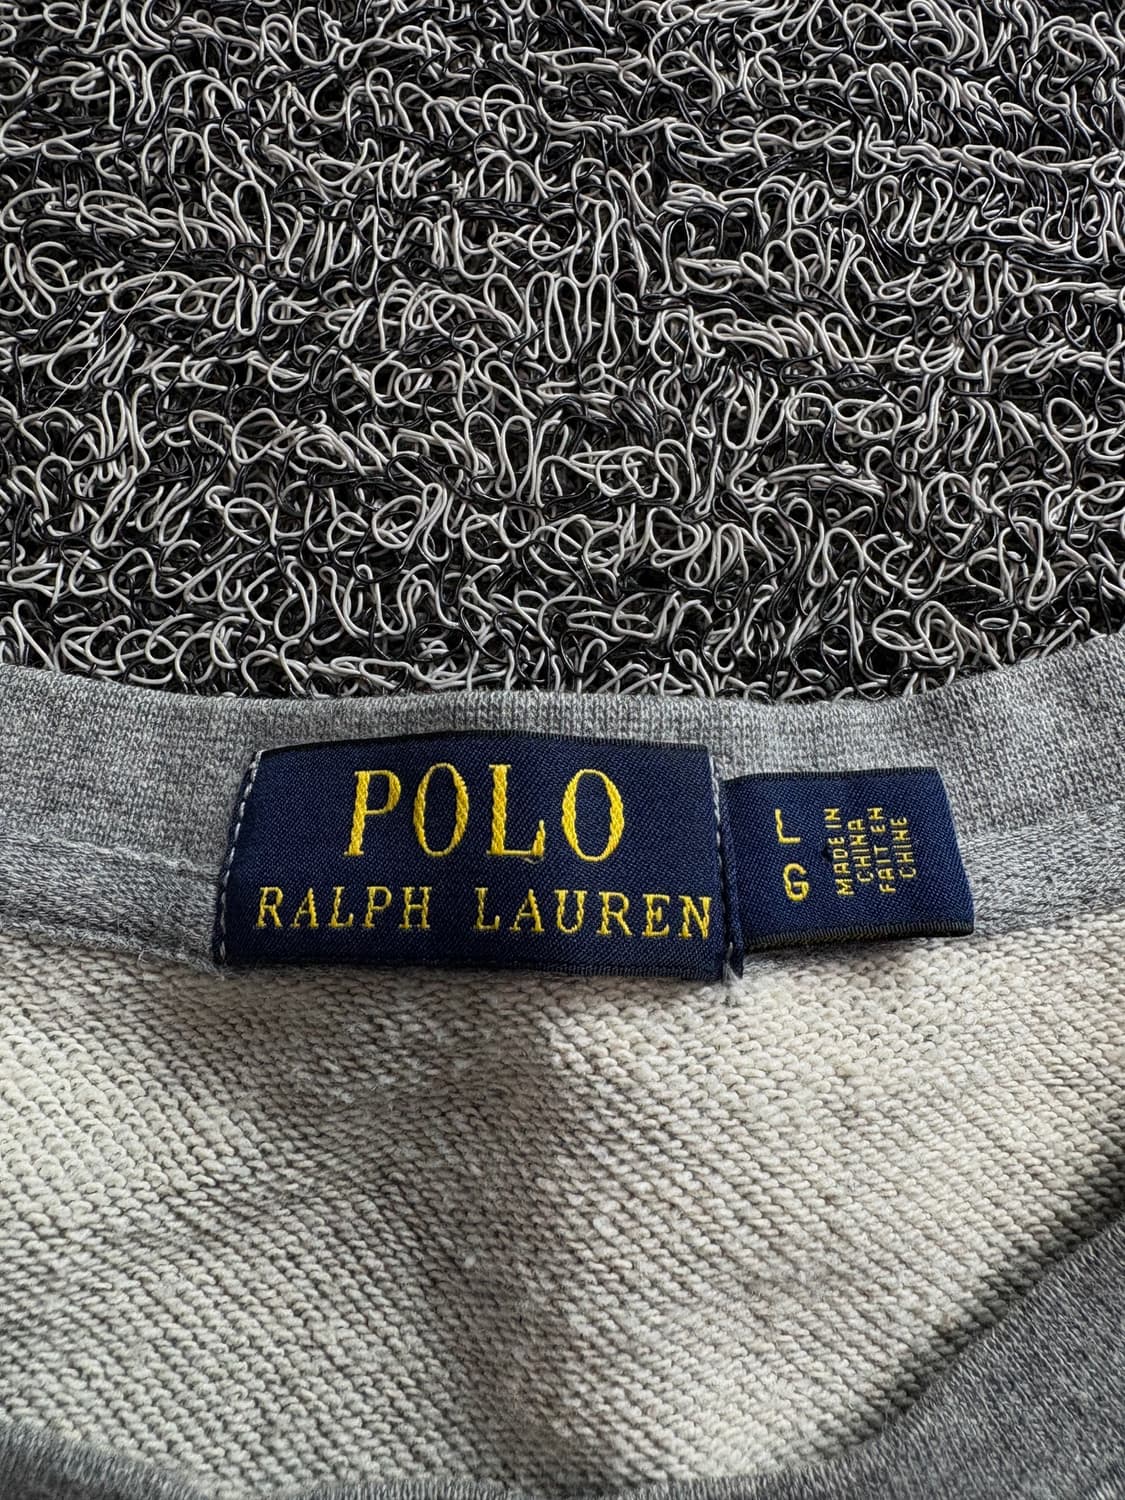 POLO
RALPH LAUREN
L
G
MADE IN
CHINA
FAIT EN
CHINE